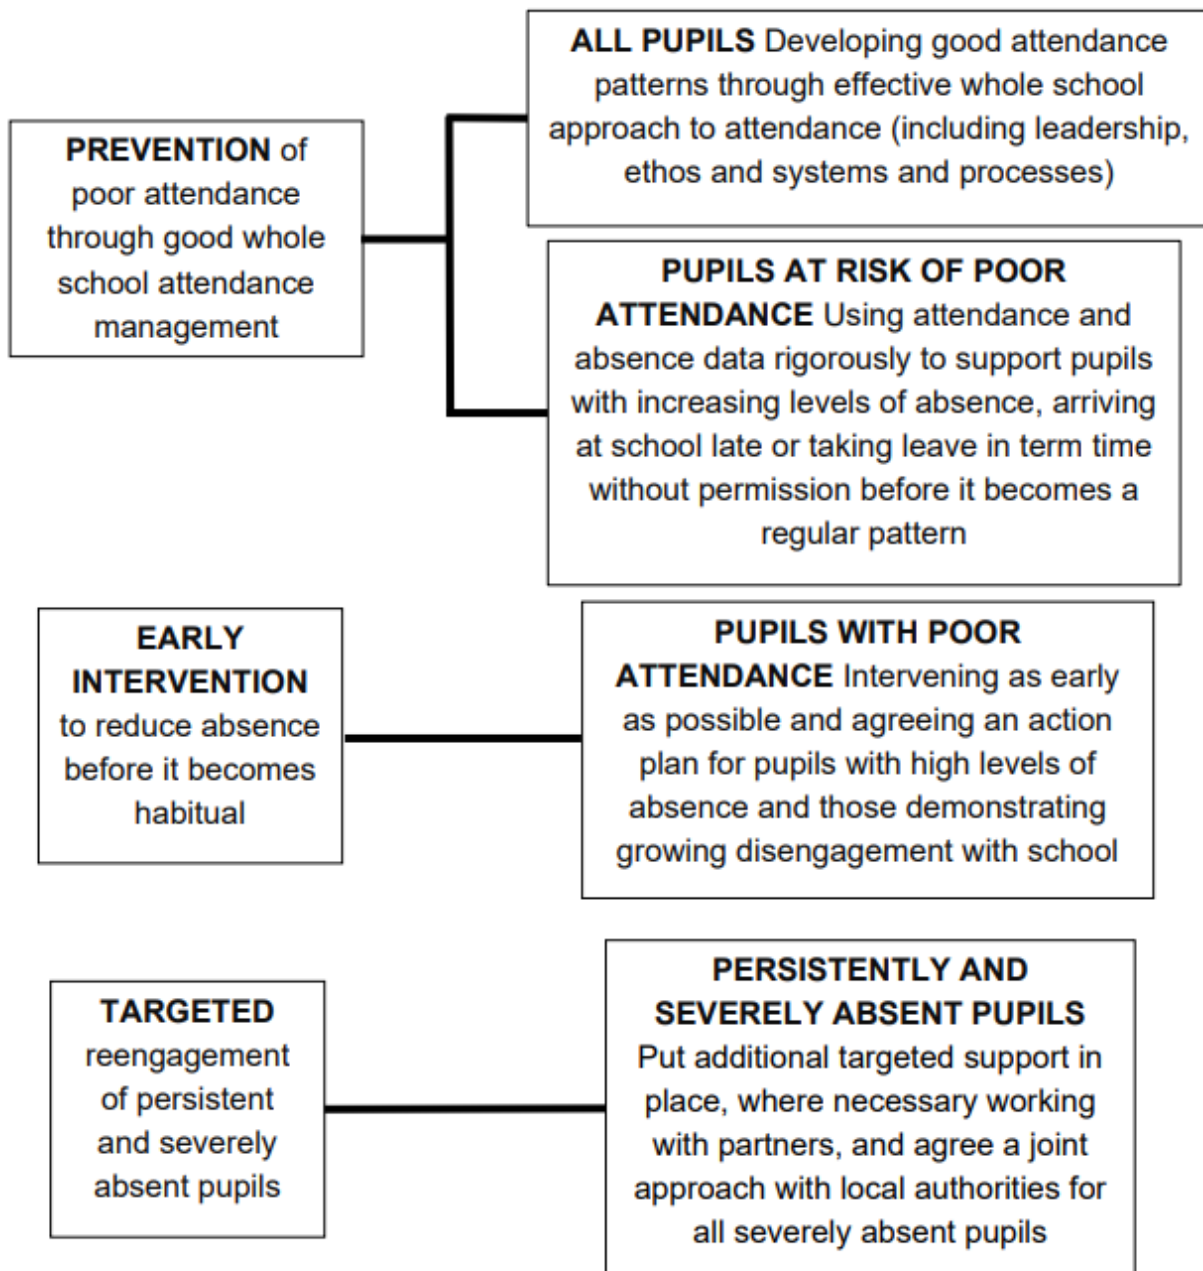 PREVENTION of
poor attendance
through good whole
school attendance
management
ALL PUPILS Developing good attendance
patterns through effective whole school
approach to attendance (including leadership,
ethos and systems and processes)
PUPILS AT RISK OF POOR
ATTENDANCE Using attendance and
absence data rigorously to support pupils
with increasing levels of absence, arriving
at school late or taking leave in term time
without permission before it becomes a
regular pattern
EARLY
INTERVENTION
to reduce absence
before it becomes
habitual
PUPILS WITH POOR
ATTENDANCE Intervening as early
as possible and agreeing an action
plan for pupils with high levels of
absence and those demonstrating
growing disengagement with school
TARGETED
reengagement
of persistent
and severely
absent pupils
PERSISTENTLY AND
SEVERELY ABSENT PUPILS
Put additional targeted support in
place, where necessary working
with partners, and agree a joint
approach with local authorities for
all severely absent pupils